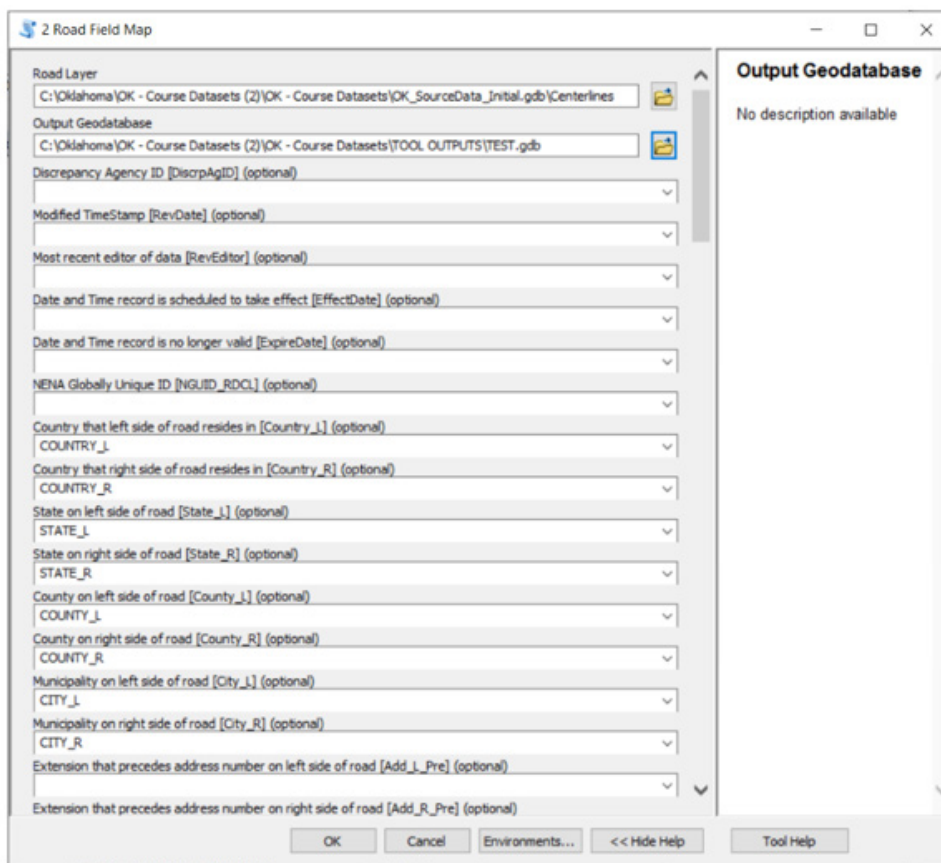 2 Road Field Map
Road Layer
C:\Oklahoma\OK - Course Datasets (2)\OK - Course Datasets\OK_SourceData_Initial.gdb\Centerlines
Output Geodatabase
C:\Oklahoma\OK - Course Datasets (2)\OK - Course Datasets\TOOL OUTPUTS\TEST.gdb
Discrepancy Agency ID [DiscrpAgID] (optional)
Modified TimeStamp [RevDate] (optional)
Most recent editor of data [RevEditor] (optional)
Date and Time record is scheduled to take effect [EffectDate] (optional)
Date and Time record is no longer valid [ExpireDate] (optional)
NENA Globally Unique ID [NGUID_RDCL] (optional)
Country that left side of road resides in [Country_L] (optional)
COUNTRY_L
Country that right side of road resides in [Country_R] (optional)
COUNTRY_R
State on left side of road [State_L] (optional)
STATE_L
State on right side of road [State_R] (optional)
STATE_R
County on left side of road [County_L] (optional)
COUNTY_L
County on right side of road [County_R] (optional)
COUNTY_R
Municipality on left side of road [City_L] (optional)
CITY_L
Municipality on right side of road [City_R] (optional)
CITY_R
Extension that precedes address number on left side of road [Add_L_Pre] (optional)
Extension that precedes address number on right side of road [Add_R_Pre] (optional)
Output Geodatabase
No description available
OK
Cancel
Environments...
<< Hide Help
Tool Help